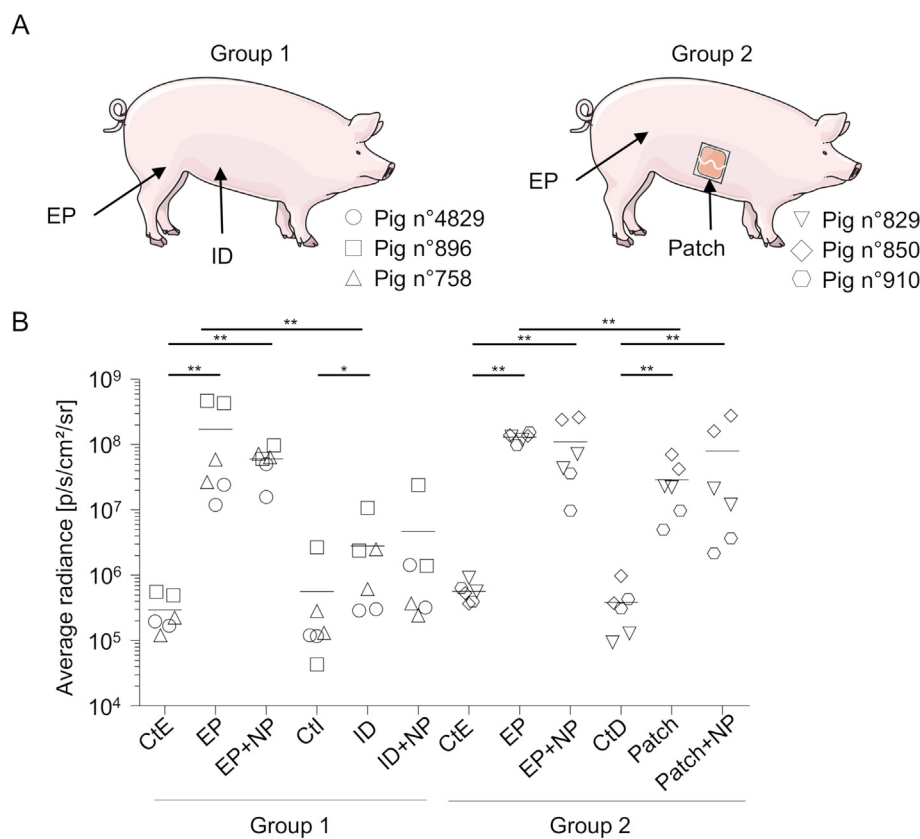 A
Group 1
Group 2
EP
ID
Pig n°4829
Pig n°896
Pig n°758
EP
Patch
Pig n°829
Pig n°850
Pig n°910
B
** ** ** * ** ** ** ** ** **
Average radiance [p/s/cm²/sr]
10⁹
10⁸
10⁷
10⁶
10⁵
10⁴
CtE EP EP+NP CtI ID ID+NP CtE EP EP+NP CtD Patch Patch+NP
Group 1 Group 2